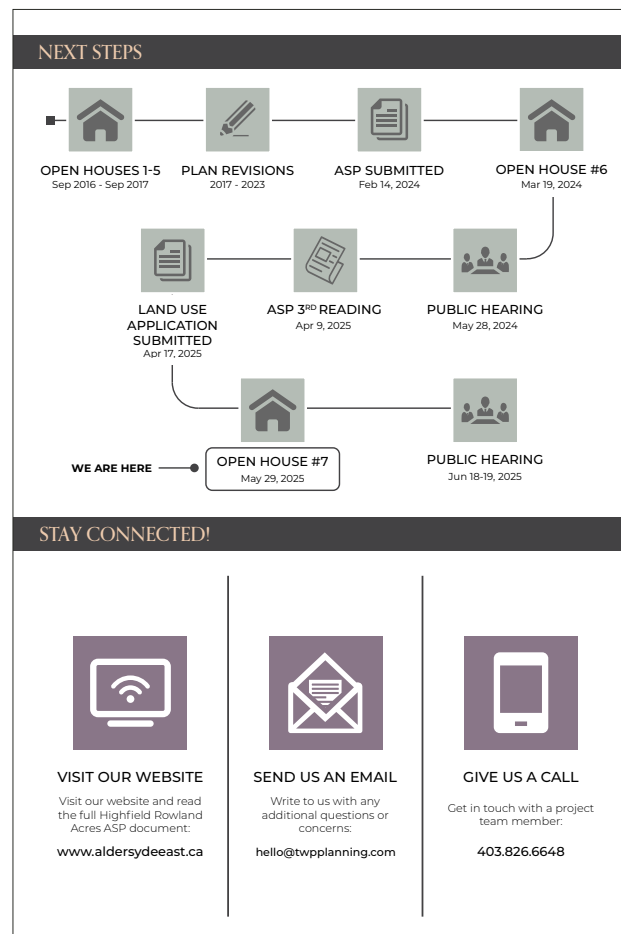 NEXT STEPS
OPEN HOUSES 1-5
Sep 2016 - Sep 2017
PLAN REVISIONS
2017 - 2023
ASP SUBMITTED
Feb 14, 2024
OPEN HOUSE #6
Mar 19, 2024
LAND USE
APPLICATION
SUBMITTED
Apr 17, 2025
ASP 3RD READING
Apr 9, 2025
PUBLIC HEARING
May 28, 2024
WE ARE HERE
OPEN HOUSE #7
May 29, 2025
PUBLIC HEARING
Jun 18-19, 2025
STAY CONNECTED!
VISIT OUR WEBSITE
Visit our website and read
the full Highfield Rowland
Acres ASP document:
www.aldersydeeast.ca
SEND US AN EMAIL
Write to us with any
additional questions or
concerns:
hello@twpplanning.com
GIVE US A CALL
Get in touch with a project
team member:
403.826.6648